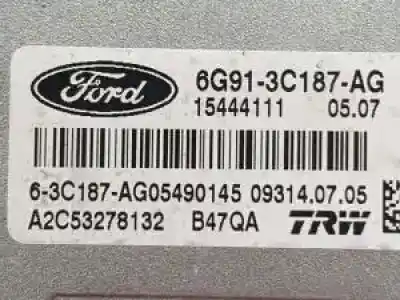 Ford
6G91-3C187-AG
15444111 05.07
6-3C187-AG05490145 09314.07.05
A2C53278132 B47QA TRW